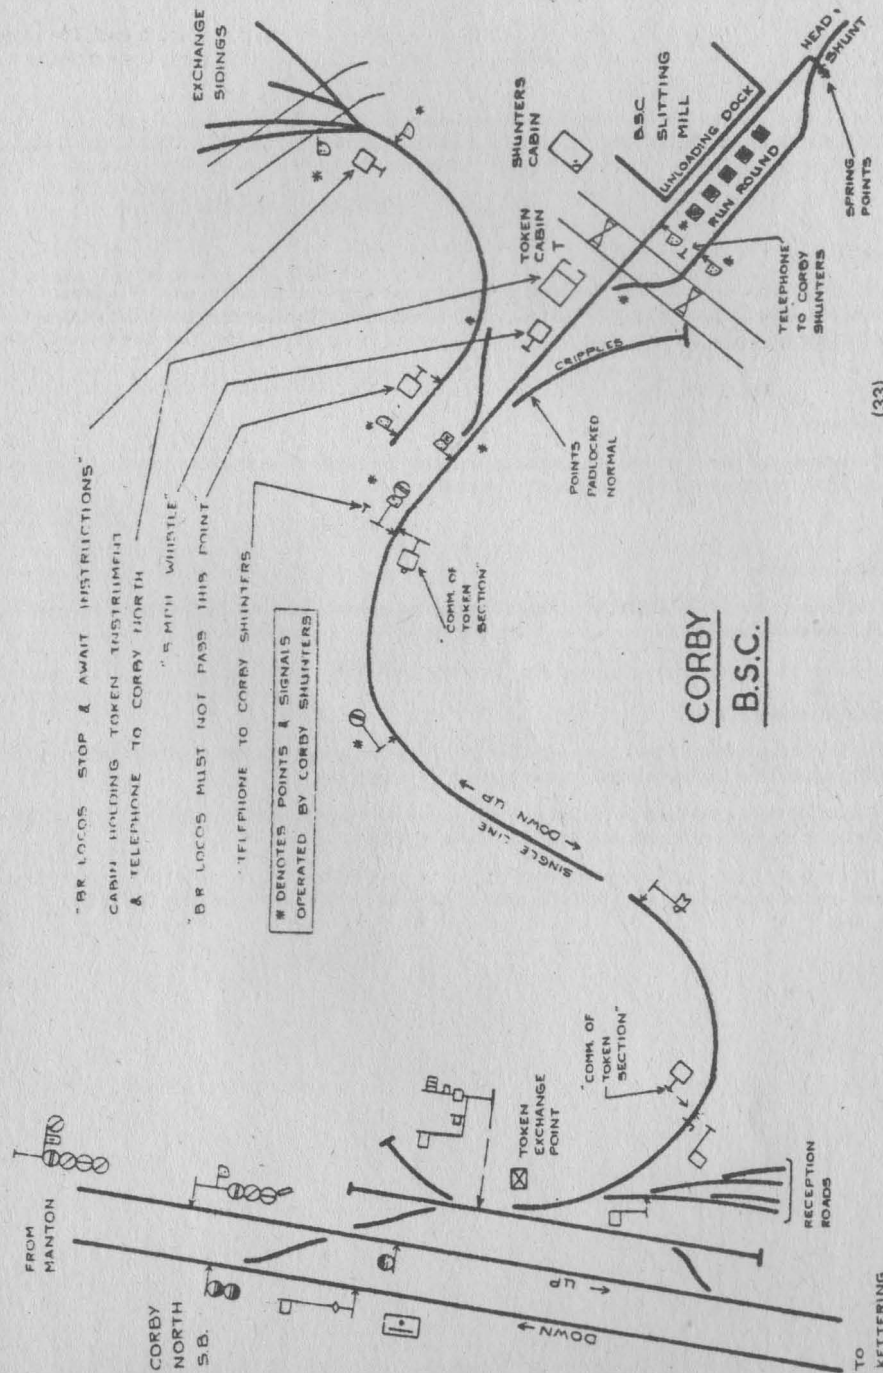 "BR LOCOS STOP & AWAIT INSTRUCTIONS"
CABIN HOLDING TOKEN INSTRUMENT
& TELEPHONE TO CORBY NORTH
"5 MPH WHISTLE"
"BR LOCOS MUST NOT PASS THIS POINT"
TELEPHONE TO CORBY SHUNTERS
* DENOTES POINTS & SIGNALS
OPERATED BY CORBY SHUNTERS
EXCHANGE
SIDINGS
SHUNTERS
CABIN
B.S.C.
SLITTING
MILL
UNLOADING DOCK
HEAD
SHUNT
RUN ROUND
SPRING
POINTS
TOKEN
CABIN
T
T
TELEPHONE
TO CORBY
SHUNTERS
CRIPPLES
POINTS
PADLOCKED
NORMAL
T
"COMM. OF
TOKEN
SECTION"
SINGLE LINE
DOWN UP
CORBY
B.S.C.
(33)
"COMM. OF
TOKEN
SECTION"
TOKEN
EXCHANGE
POINT
RECEPTION
ROADS
FROM
MANTON
CORBY
NORTH
S.B.
UP
DOWN
TO
KETTERING